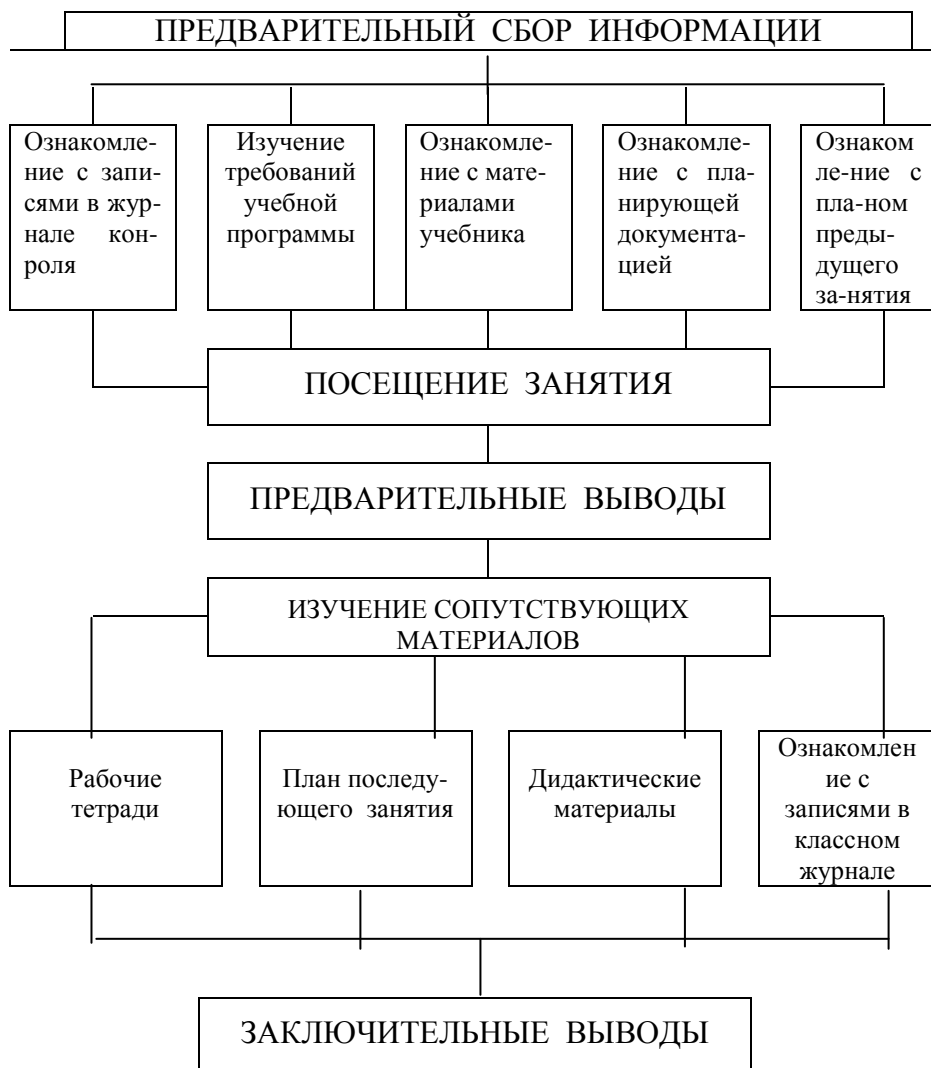 ПРЕДВАРИТЕЛЬНЫЙ СБОР ИНФОРМАЦИИ
Ознакомле-
ние с запи-
сями в жур-
нале кон-
роля
Изучение
требований
учебной
программы
Ознакомле-
ние с мате-
риалами
учебника
Ознакомле-
ние с пла-
нирующей
документа-
цией
Ознаком
ле-ние с
пла-ном
преды-
дущего
за-нятия
ПОСЕЩЕНИЕ ЗАНЯТИЯ
ПРЕДВАРИТЕЛЬНЫЕ ВЫВОДЫ
ИЗУЧЕНИЕ СОПУТСТВУЮЩИХ
МАТЕРИАЛОВ
Рабочие
тетради
План последу-
ющего занятия
Дидактические
материалы
Ознакомлен
ие с
записями в
классном
журнале
ЗАКЛЮЧИТЕЛЬНЫЕ ВЫВОДЫ